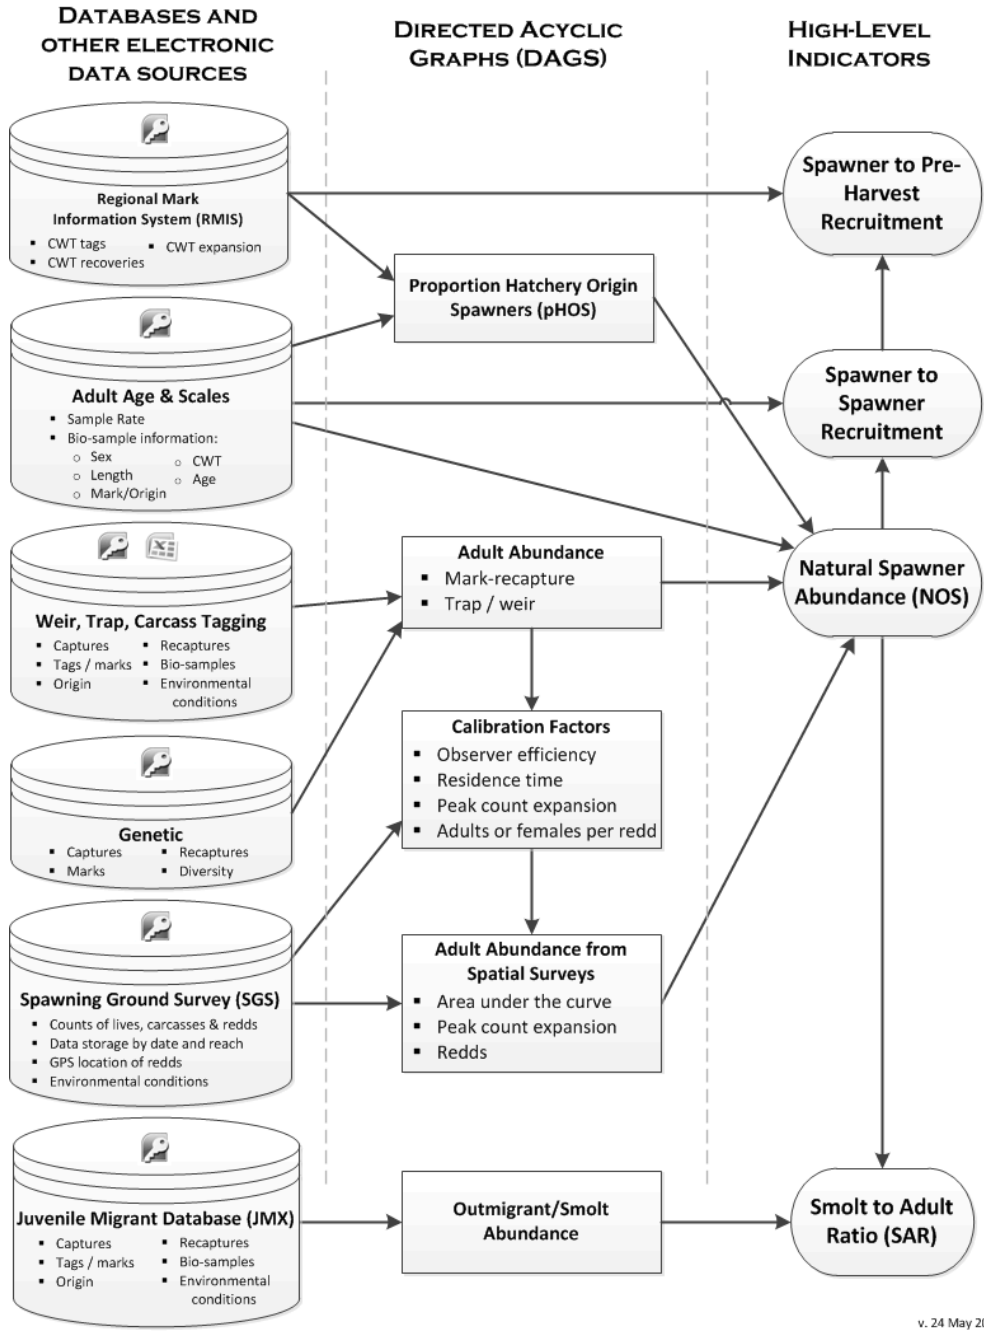 DATABASES AND
OTHER ELECTRONIC
DATA SOURCES
DIRECTED ACYCLIC
GRAPHS (DAGS)
HIGH-LEVEL
INDICATORS
Regional Mark
Information System (RMIS)
▪ CWT tags
▪ CWT expansion
▪ CWT recoveries
Spawner to Pre-
Harvest
Recruitment
Proportion Hatchery Origin
Spawners (pHOS)
Adult Age & Scales
▪ Sample Rate
▪ Bio-sample information:
○ Sex
○ CWT
○ Length
○ Age
○ Mark/Origin
Spawner to
Spawner
Recruitment
Weir, Trap, Carcass Tagging
▪ Captures
▪ Recaptures
▪ Tags / marks
▪ Bio-samples
▪ Origin
▪ Environmental
conditions
Adult Abundance
▪ Mark-recapture
▪ Trap / weir
Natural Spawner
Abundance (NOS)
Calibration Factors
▪ Observer efficiency
▪ Residence time
▪ Peak count expansion
▪ Adults or females per redd
Genetic
▪ Captures
▪ Recaptures
▪ Marks
▪ Diversity
Spawning Ground Survey (SGS)
▪ Counts of lives, carcasses & redds
▪ Data storage by date and reach
▪ GPS location of redds
▪ Environmental conditions
Adult Abundance from
Spatial Surveys
▪ Area under the curve
▪ Peak count expansion
▪ Redds
Juvenile Migrant Database (JMX)
▪ Captures
▪ Recaptures
▪ Tags / marks
▪ Bio-samples
▪ Origin
▪ Environmental
conditions
Outmigrant/Smolt
Abundance
Smolt to Adult
Ratio (SAR)
v. 24 May